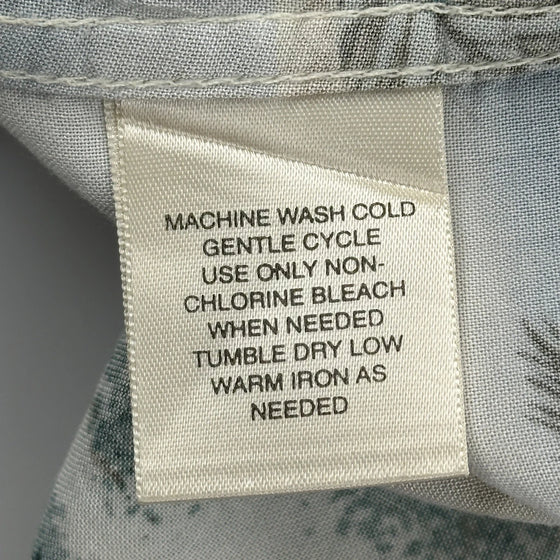 MACHINE WASH COLD
GENTLE CYCLE
USE ONLY NON-
CHLORINE BLEACH
WHEN NEEDED
TUMBLE DRY LOW
WARM IRON AS
NEEDED